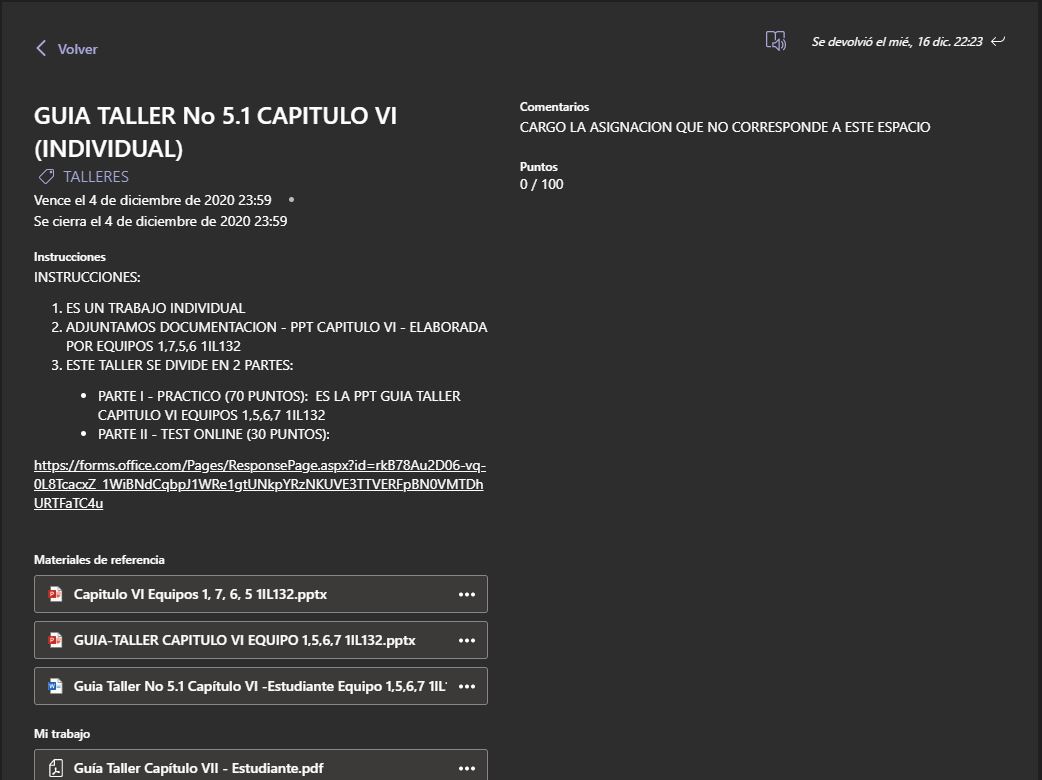 Volver
Se devolvió el mié., 16 dic. 22:23
GUIA TALLER No 5.1 CAPITULO VI
(INDIVIDUAL)
TALLERES
Vence el 4 de diciembre de 2020 23:59 •
Se cierra el 4 de diciembre de 2020 23:59
Instrucciones
INSTRUCCIONES:
1. ES UN TRABAJO INDIVIDUAL
2. ADJUNTAMOS DOCUMENTACION - PPT CAPITULO VI - ELABORADA
POR EQUIPOS 1,7,5,6 1IL132
3. ESTE TALLER SE DIVIDE EN 2 PARTES:
• PARTE I - PRACTICO (70 PUNTOS): ES LA PPT GUIA TALLER
CAPITULO VI EQUIPOS 1,5,6,7 1IL132
• PARTE II - TEST ONLINE (30 PUNTOS):
https://forms.office.com/Pages/ResponsePage.aspx?id=rkB78Au2D06-vq-
0L8TcacxZ_1WiBNdCqbpJ1WRe1gtUNkpYRzNKUVE3TTVERFpBN0VMTDh
URTFaTC4u
Materiales de referencia
Capitulo VI Equipos 1, 7, 6, 5 1IL132.pptx
GUIA-TALLER CAPITULO VI EQUIPO 1,5,6,7 1IL132.pptx
Guia Taller No 5.1 Capítulo VI -Estudiante Equipo 1,5,6,7 1IL'
Mi trabajo
Guía Taller Capítulo VII - Estudiante.pdf
Comentarios
CARGO LA ASIGNACION QUE NO CORRESPONDE A ESTE ESPACIO
Puntos
0 / 100